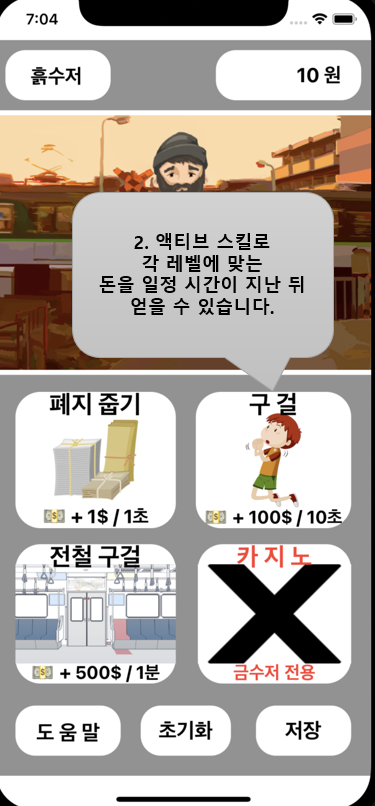 7:04
흙수저
10 원
2. 액티브 스킬로
각 레벨에 맞는
돈을 일정 시간이 지난 뒤
얻을 수 있습니다.
폐지 줍기
구 걸
+ 1$ / 1초
+ 100$ / 10초
전철 구걸
카 지 노
+ 500$ / 1분
금수저 전용
도 움 말
초기화
저장